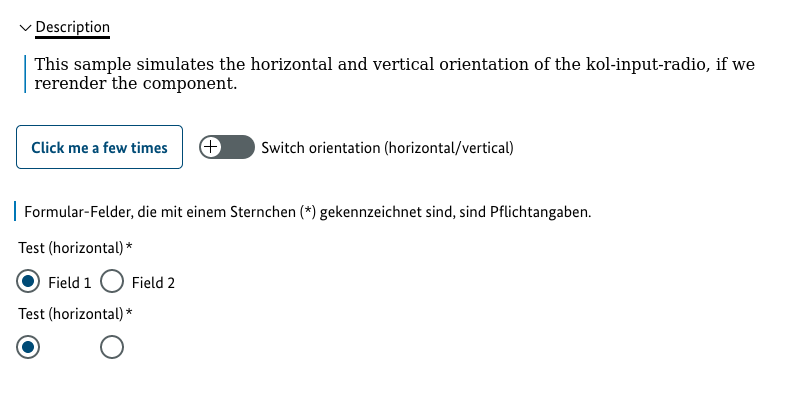 Description
This sample simulates the horizontal and vertical orientation of the kol-input-radio, if we
rerender the component.
Click me a few times
Switch orientation (horizontal/vertical)
Formular-Felder, die mit einem Sternchen (*) gekennzeichnet sind, sind Pflichtangaben.
Test (horizontal)*
Field 1 Field 2
Test (horizontal)*